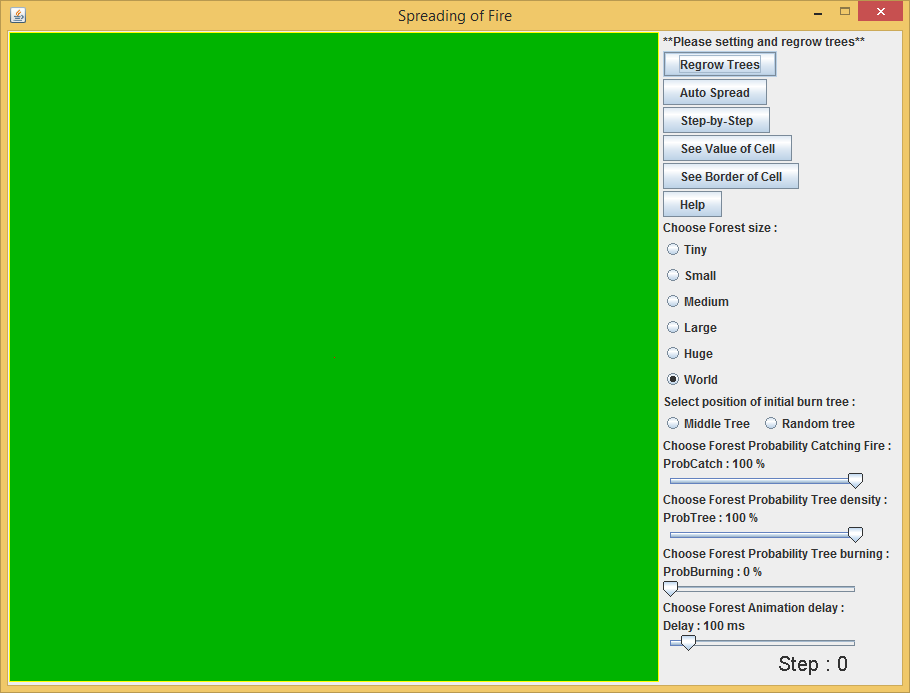 Spreading of Fire
**Please setting and regrow trees**
Regrow Trees
Auto Spread
Step-by-Step
See Value of Cell
See Border of Cell
Help
Choose Forest size :
Tiny
Small
Medium
Large
Huge
World
Select position of initial burn tree :
Middle Tree Random tree
Choose Forest Probability Catching Fire :
ProbCatch : 100 %
Choose Forest Probability Tree density :
ProbTree : 100 %
Choose Forest Probability Tree burning :
ProbBurning : 0 %
Choose Forest Animation delay :
Delay : 100 ms
Step : 0